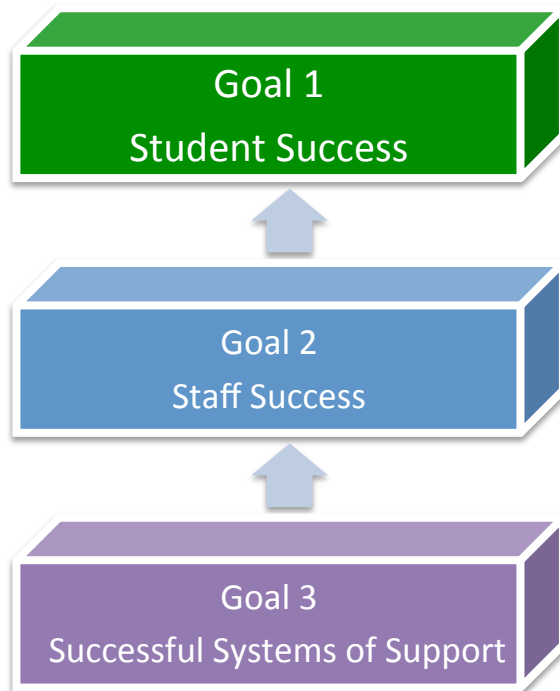 Goal 1
Student Success
Goal 2
Staff Success
Goal 3
Successful Systems of Support